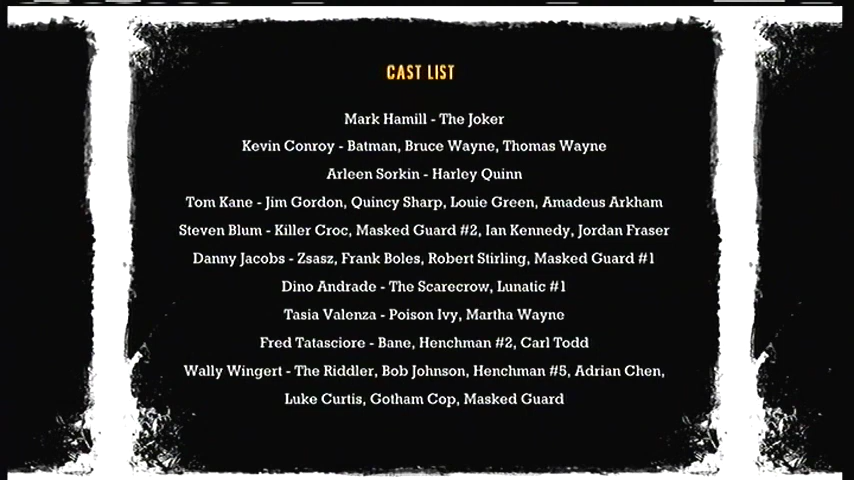 CAST LIST
Mark Hamill - The Joker
Kevin Conroy - Batman, Bruce Wayne, Thomas Wayne
Arleen Sorkin - Harley Quinn
Tom Kane - Jim Gordon, Quincy Sharp, Louie Green, Amadeus Arkham
Steven Blum - Killer Croc, Masked Guard #2, Ian Kennedy, Jordan Fraser
Danny Jacobs - Zsasz, Frank Boles, Robert Stirling, Masked Guard #1
Dino Andrade - The Scarecrow, Lunatic #1
Tasia Valenza - Poison Ivy, Martha Wayne
Fred Tatasciore - Bane, Henchman #2, Carl Todd
Wally Wingert - The Riddler, Bob Johnson, Henchman #5, Adrian Chen,
Luke Curtis, Gotham Cop, Masked Guard